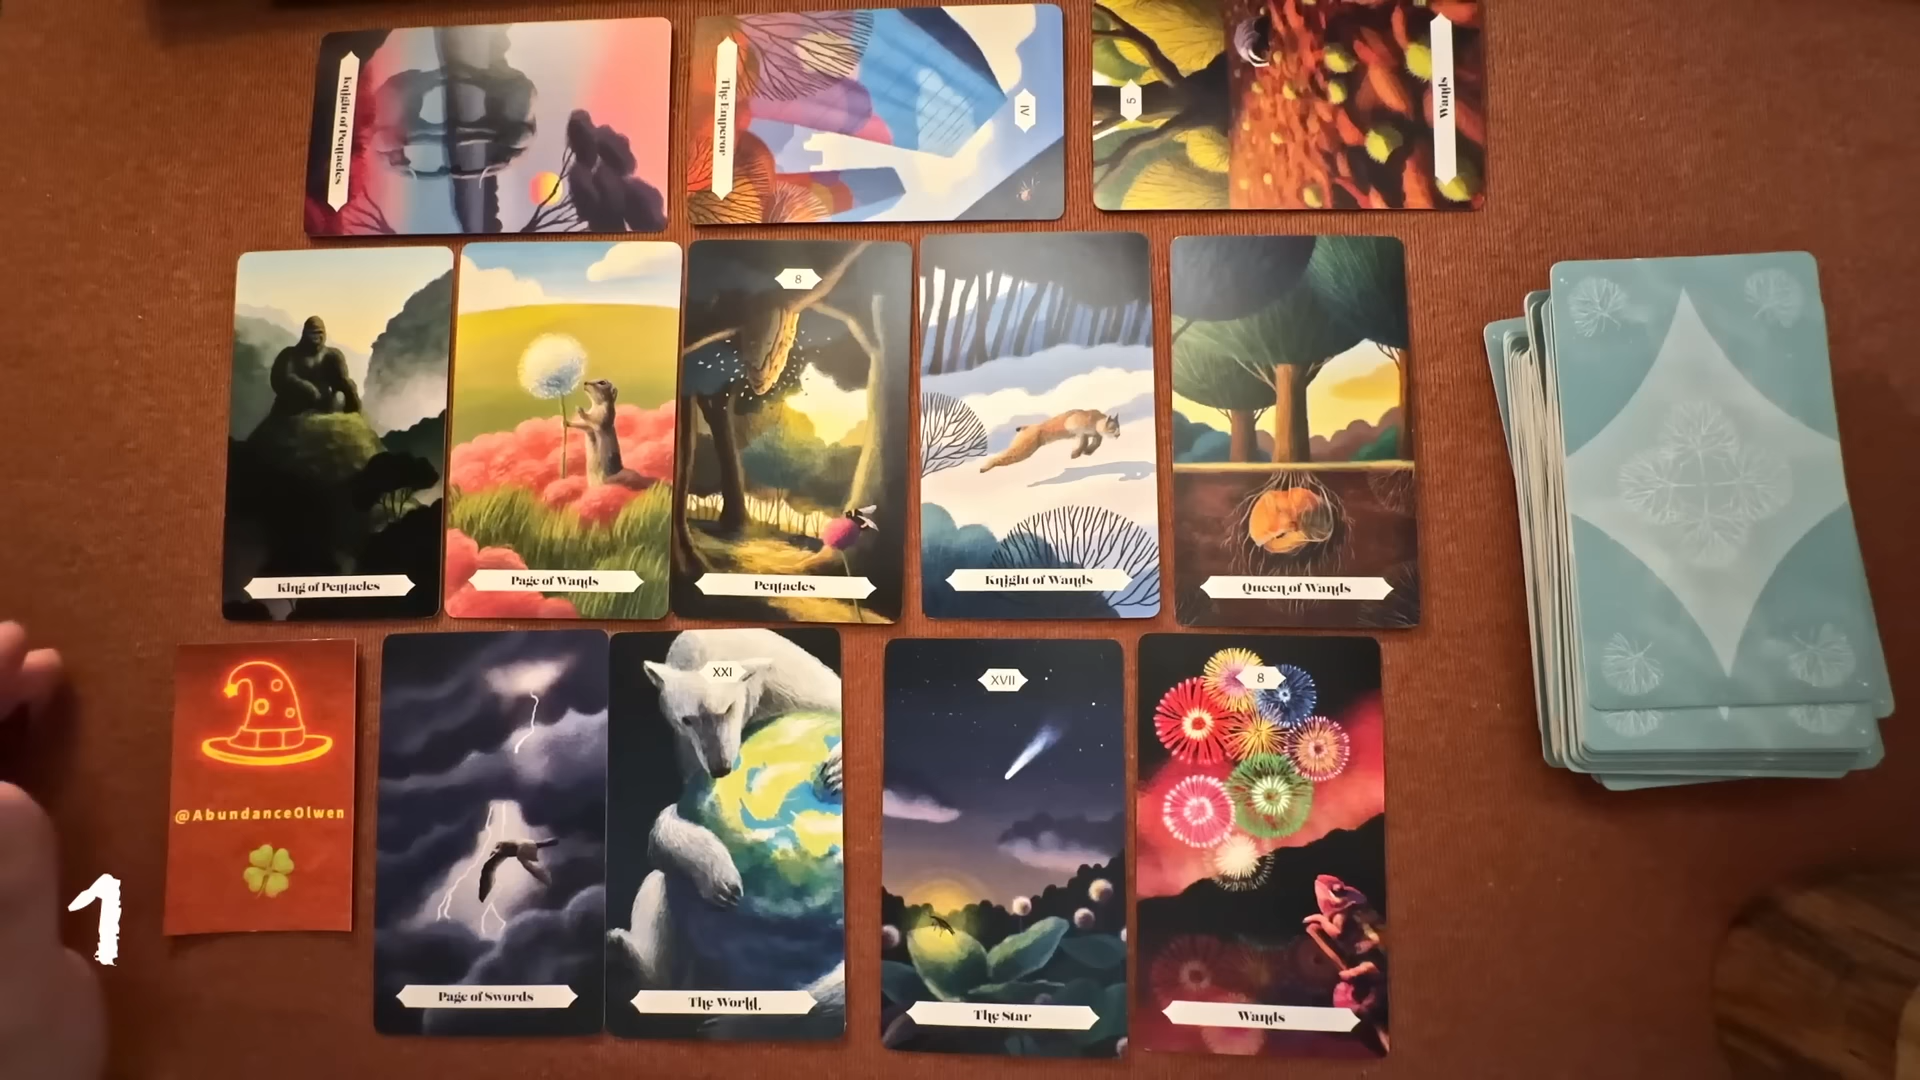 Knight of Pentacles
The Emperor
IV
5
Wands
King of Pentacles
Page of Wands
8
Pentacles
Knight of Wands
Queen of Wands
@AbundanceOlwen
Page of Swords
XXI
The World
XVII
The Star
8
Wands
1